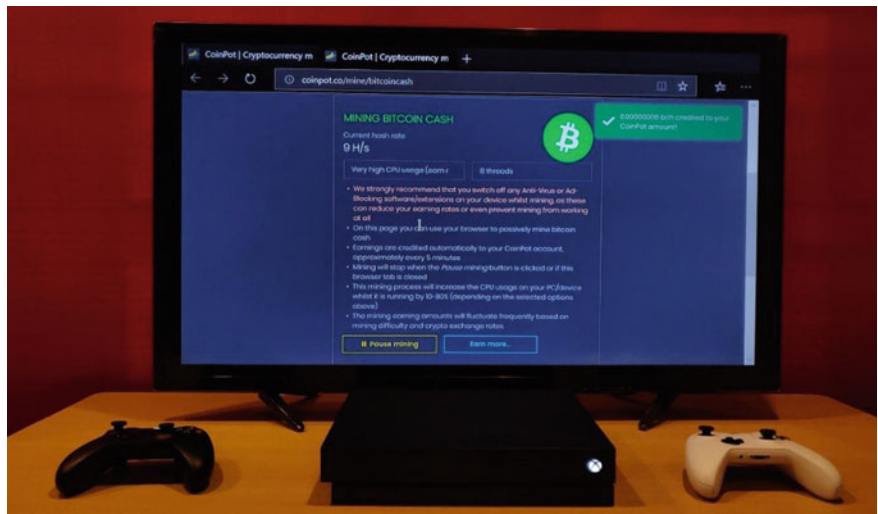 CoinPot | Cryptocurrency m CoinPot | Cryptocurrency m +
coinpot.co/mine/bitcoincash
MINING BITCOIN CASH
Current hash rate
9 H/s
Very high CPU usage 8 threads
• We strongly recommend that you switch off any Anti-Virus or Ad-
Blocking software/extensions on your device whilst mining, as these
can reduce your earning rates or even prevent mining from working
at all
• On this page you can use your browser to passively mine bitcoin
cash
• Earnings are credited automatically to your CoinPot account,
approximately every 5 minutes
• Mining will stop when the Pause mining button is clicked or if this
browser tab is closed
• This mining process will increase the CPU usage on your PC/device
whilst it is running by 10-80% (depending on the selected options
above)
• The mining earning amounts will fluctuate frequently based on
mining difficulty and crypto exchange rates
Pause mining Earn more...
bch credited to your
CoinPot account!